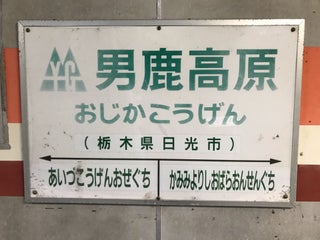 男鹿高原
おじかこうげん
(栃木県日光市)
あいづこうげんおぜぐち
かみみよりしおばらおんせんぐち